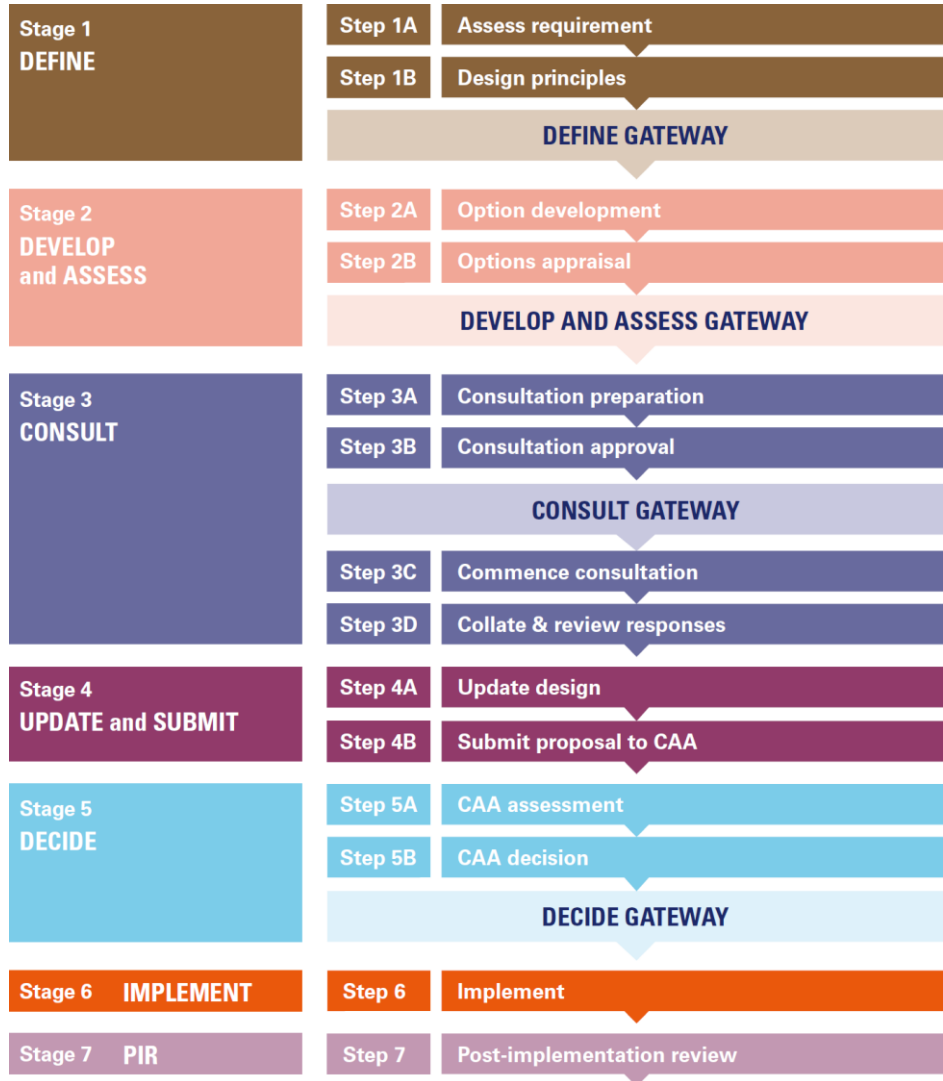 Stage 1
DEFINE
Step 1A
Assess requirement
Step 1B
Design principles
DEFINE GATEWAY
Stage 2
DEVELOP
and ASSESS
Step 2A
Option development
Step 2B
Options appraisal
DEVELOP AND ASSESS GATEWAY
Stage 3
CONSULT
Step 3A
Consultation preparation
Step 3B
Consultation approval
CONSULT GATEWAY
Step 3C
Commence consultation
Step 3D
Collate & review responses
Stage 4
UPDATE and SUBMIT
Step 4A
Update design
Step 4B
Submit proposal to CAA
Stage 5
DECIDE
Step 5A
CAA assessment
Step 5B
CAA decision
DECIDE GATEWAY
Stage 6 IMPLEMENT
Step 6
Implement
Stage 7 PIR
Step 7
Post-implementation review